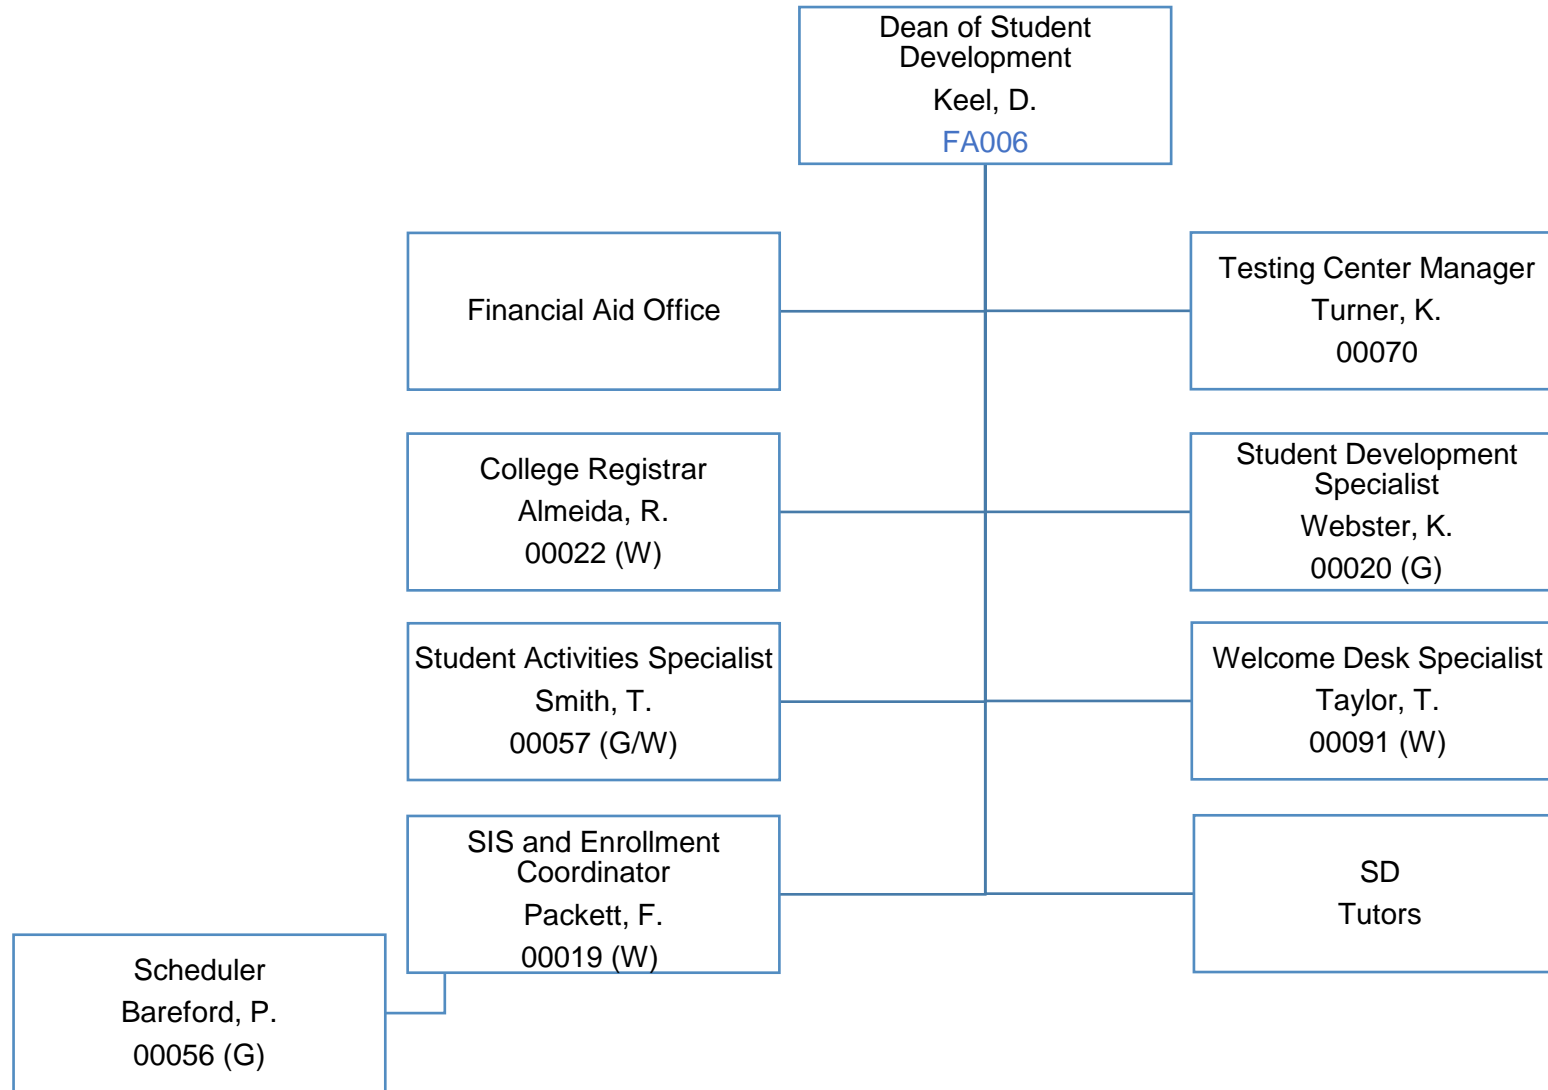 Dean of Student
Development
Keel, D.
FA006
Financial Aid Office
Testing Center Manager
Turner, K.
00070
College Registrar
Almeida, R.
00022 (W)
Student Development
Specialist
Webster, K.
00020 (G)
Student Activities Specialist
Smith, T.
00057 (G/W)
Welcome Desk Specialist
Taylor, T.
00091 (W)
SIS and Enrollment
Coordinator
Packett, F.
00019 (W)
SD
Tutors
Scheduler
Bareford, P.
00056 (G)